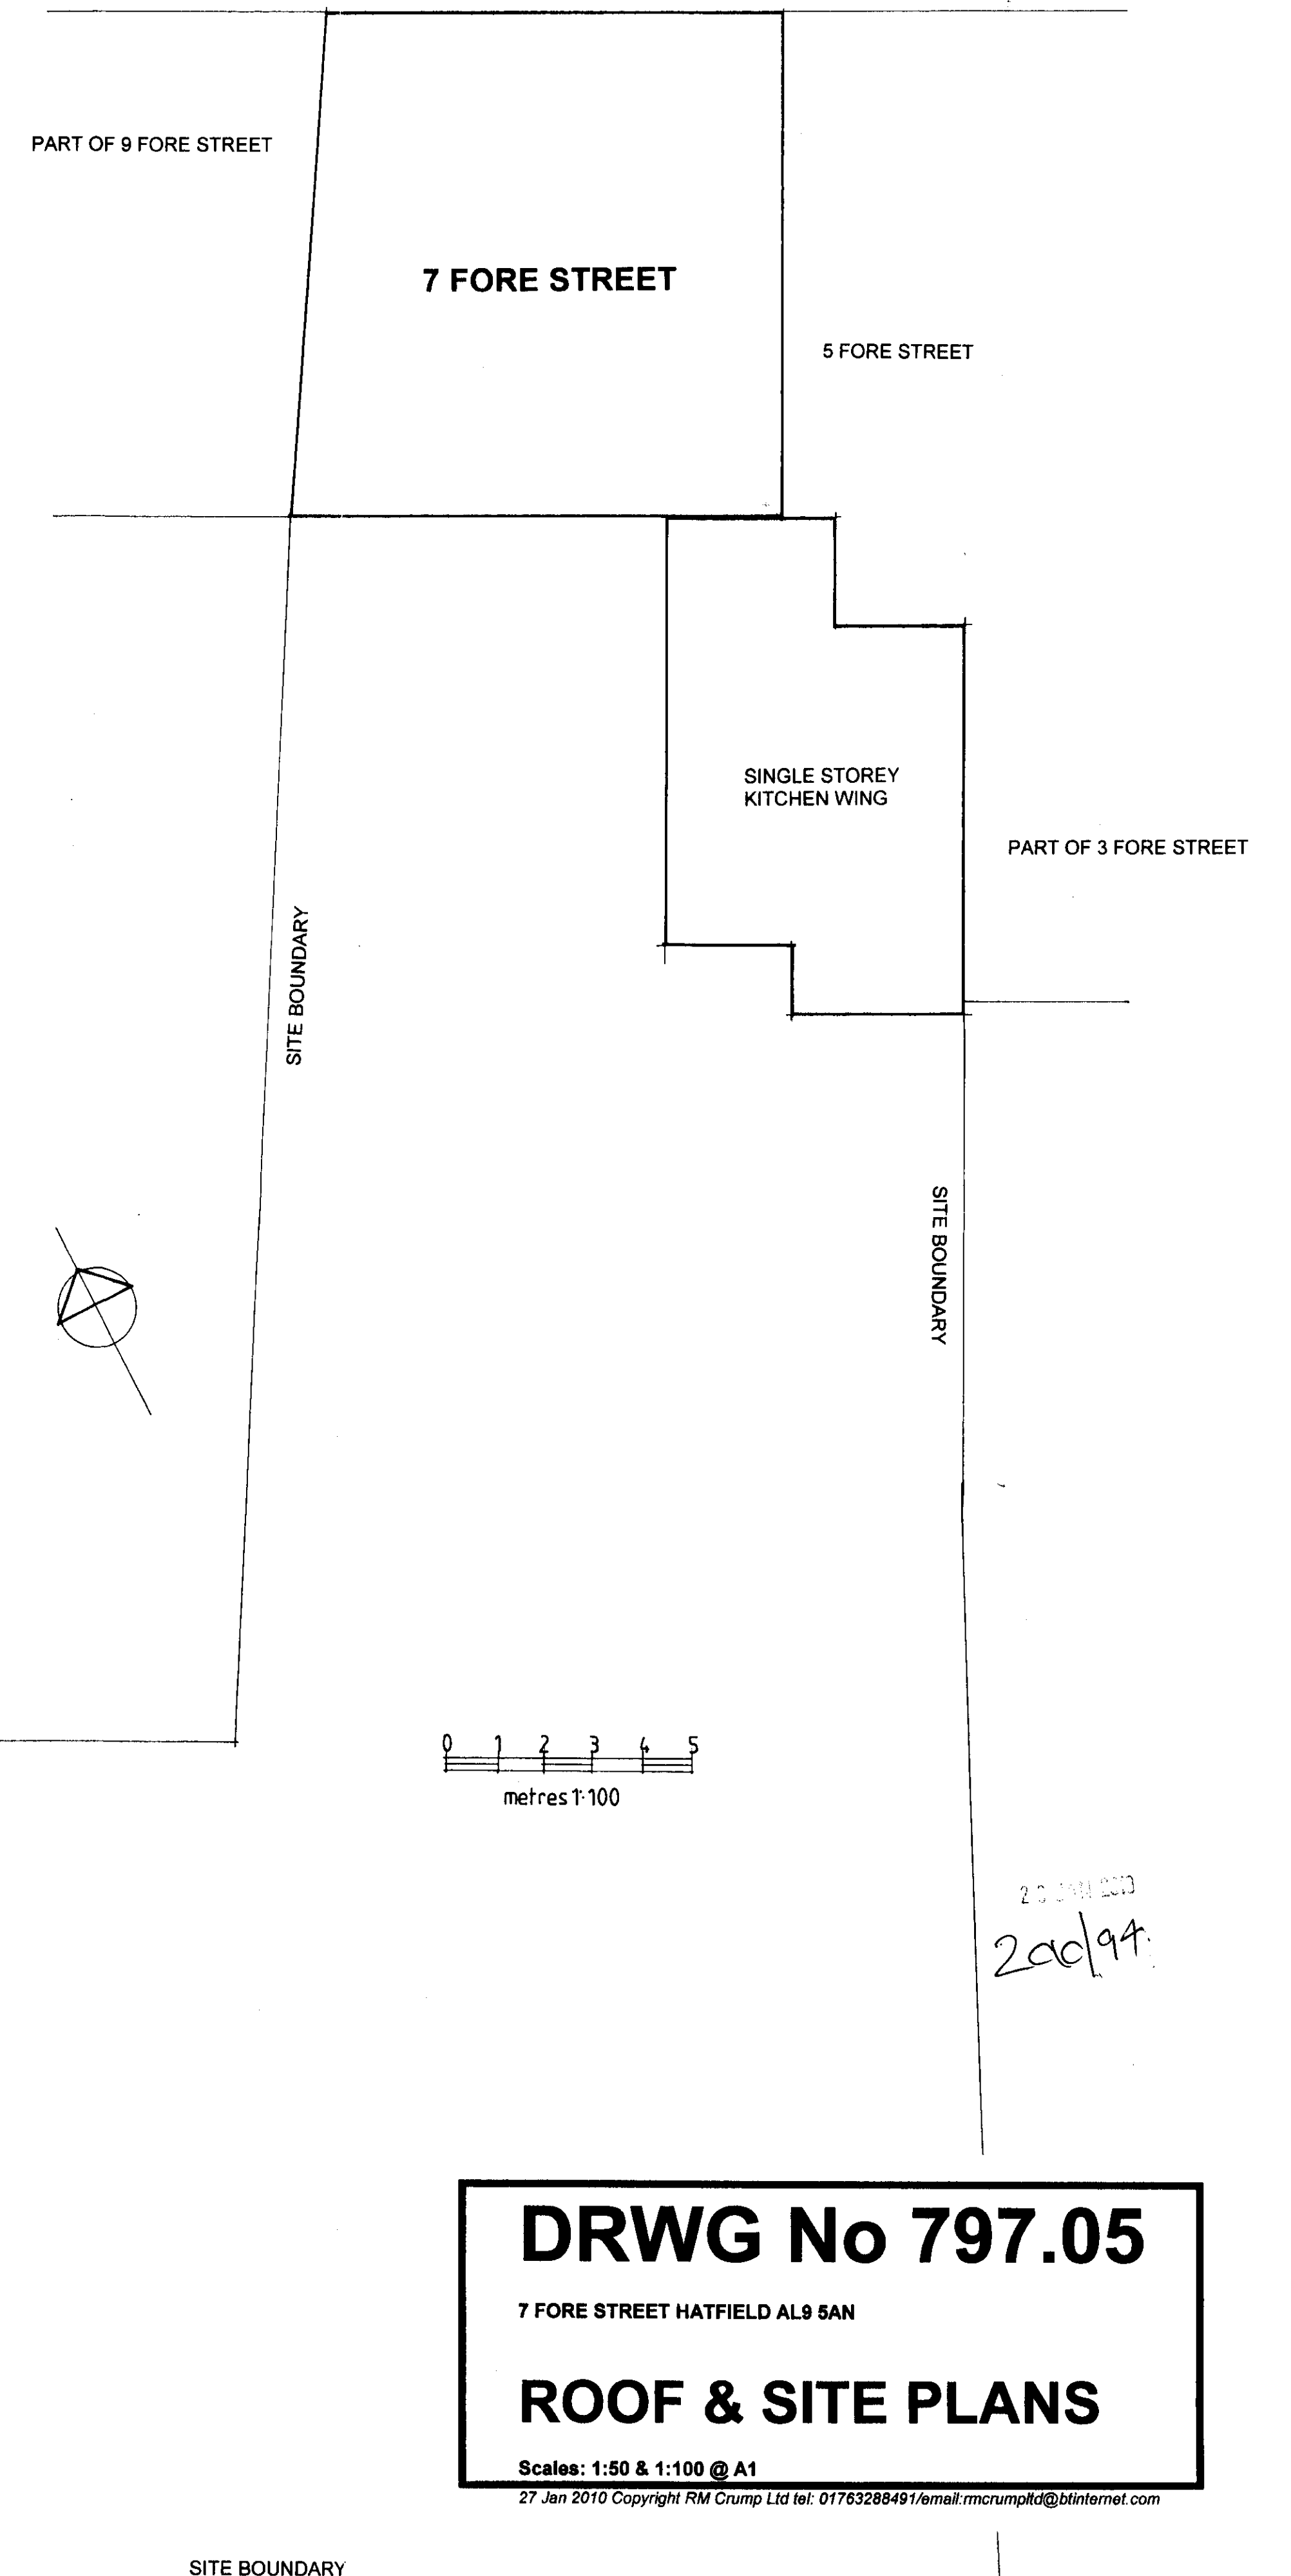 PART OF 9 FORE STREET
7 FORE STREET
5 FORE STREET
SINGLE STOREY
KITCHEN WING
PART OF 3 FORE STREET
SITE BOUNDARY
SITE BOUNDARY
0 1 2 3 4 5
metres 1:100
DRWG No 797.05
7 FORE STREET HATFIELD AL9 5AN
ROOF & SITE PLANS
Scales: 1:50 & 1:100 @ A1
27 Jan 2010 Copyright RM Crump Ltd tel: 01763288491/email:rmcrumpltd@btinternet.com
SITE BOUNDARY